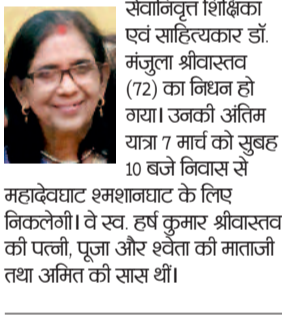 सेवानिवृत्त शिक्षिका
एवं साहित्यकार डॉ.
मंजुला श्रीवास्तव
(72) का निधन हो
गया। उनकी अंतिम
यात्रा 7 मार्च को सुबह
10 बजे निवास से
महादेवघाट श्मशानघाट के लिए
निकलेगी। वे स्व. हर्ष कुमार श्रीवास्तव
की पत्नी, पूजा और श्वेता की माताजी
तथा अमित की सास थीं।